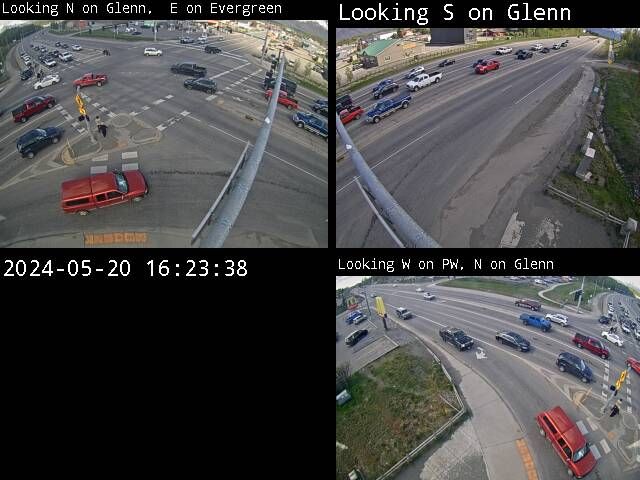 Looking N on Glenn,  E on Evergreen
Looking S on Glenn
2024-05-20 16:23:38
Looking W on PW, N on Glenn